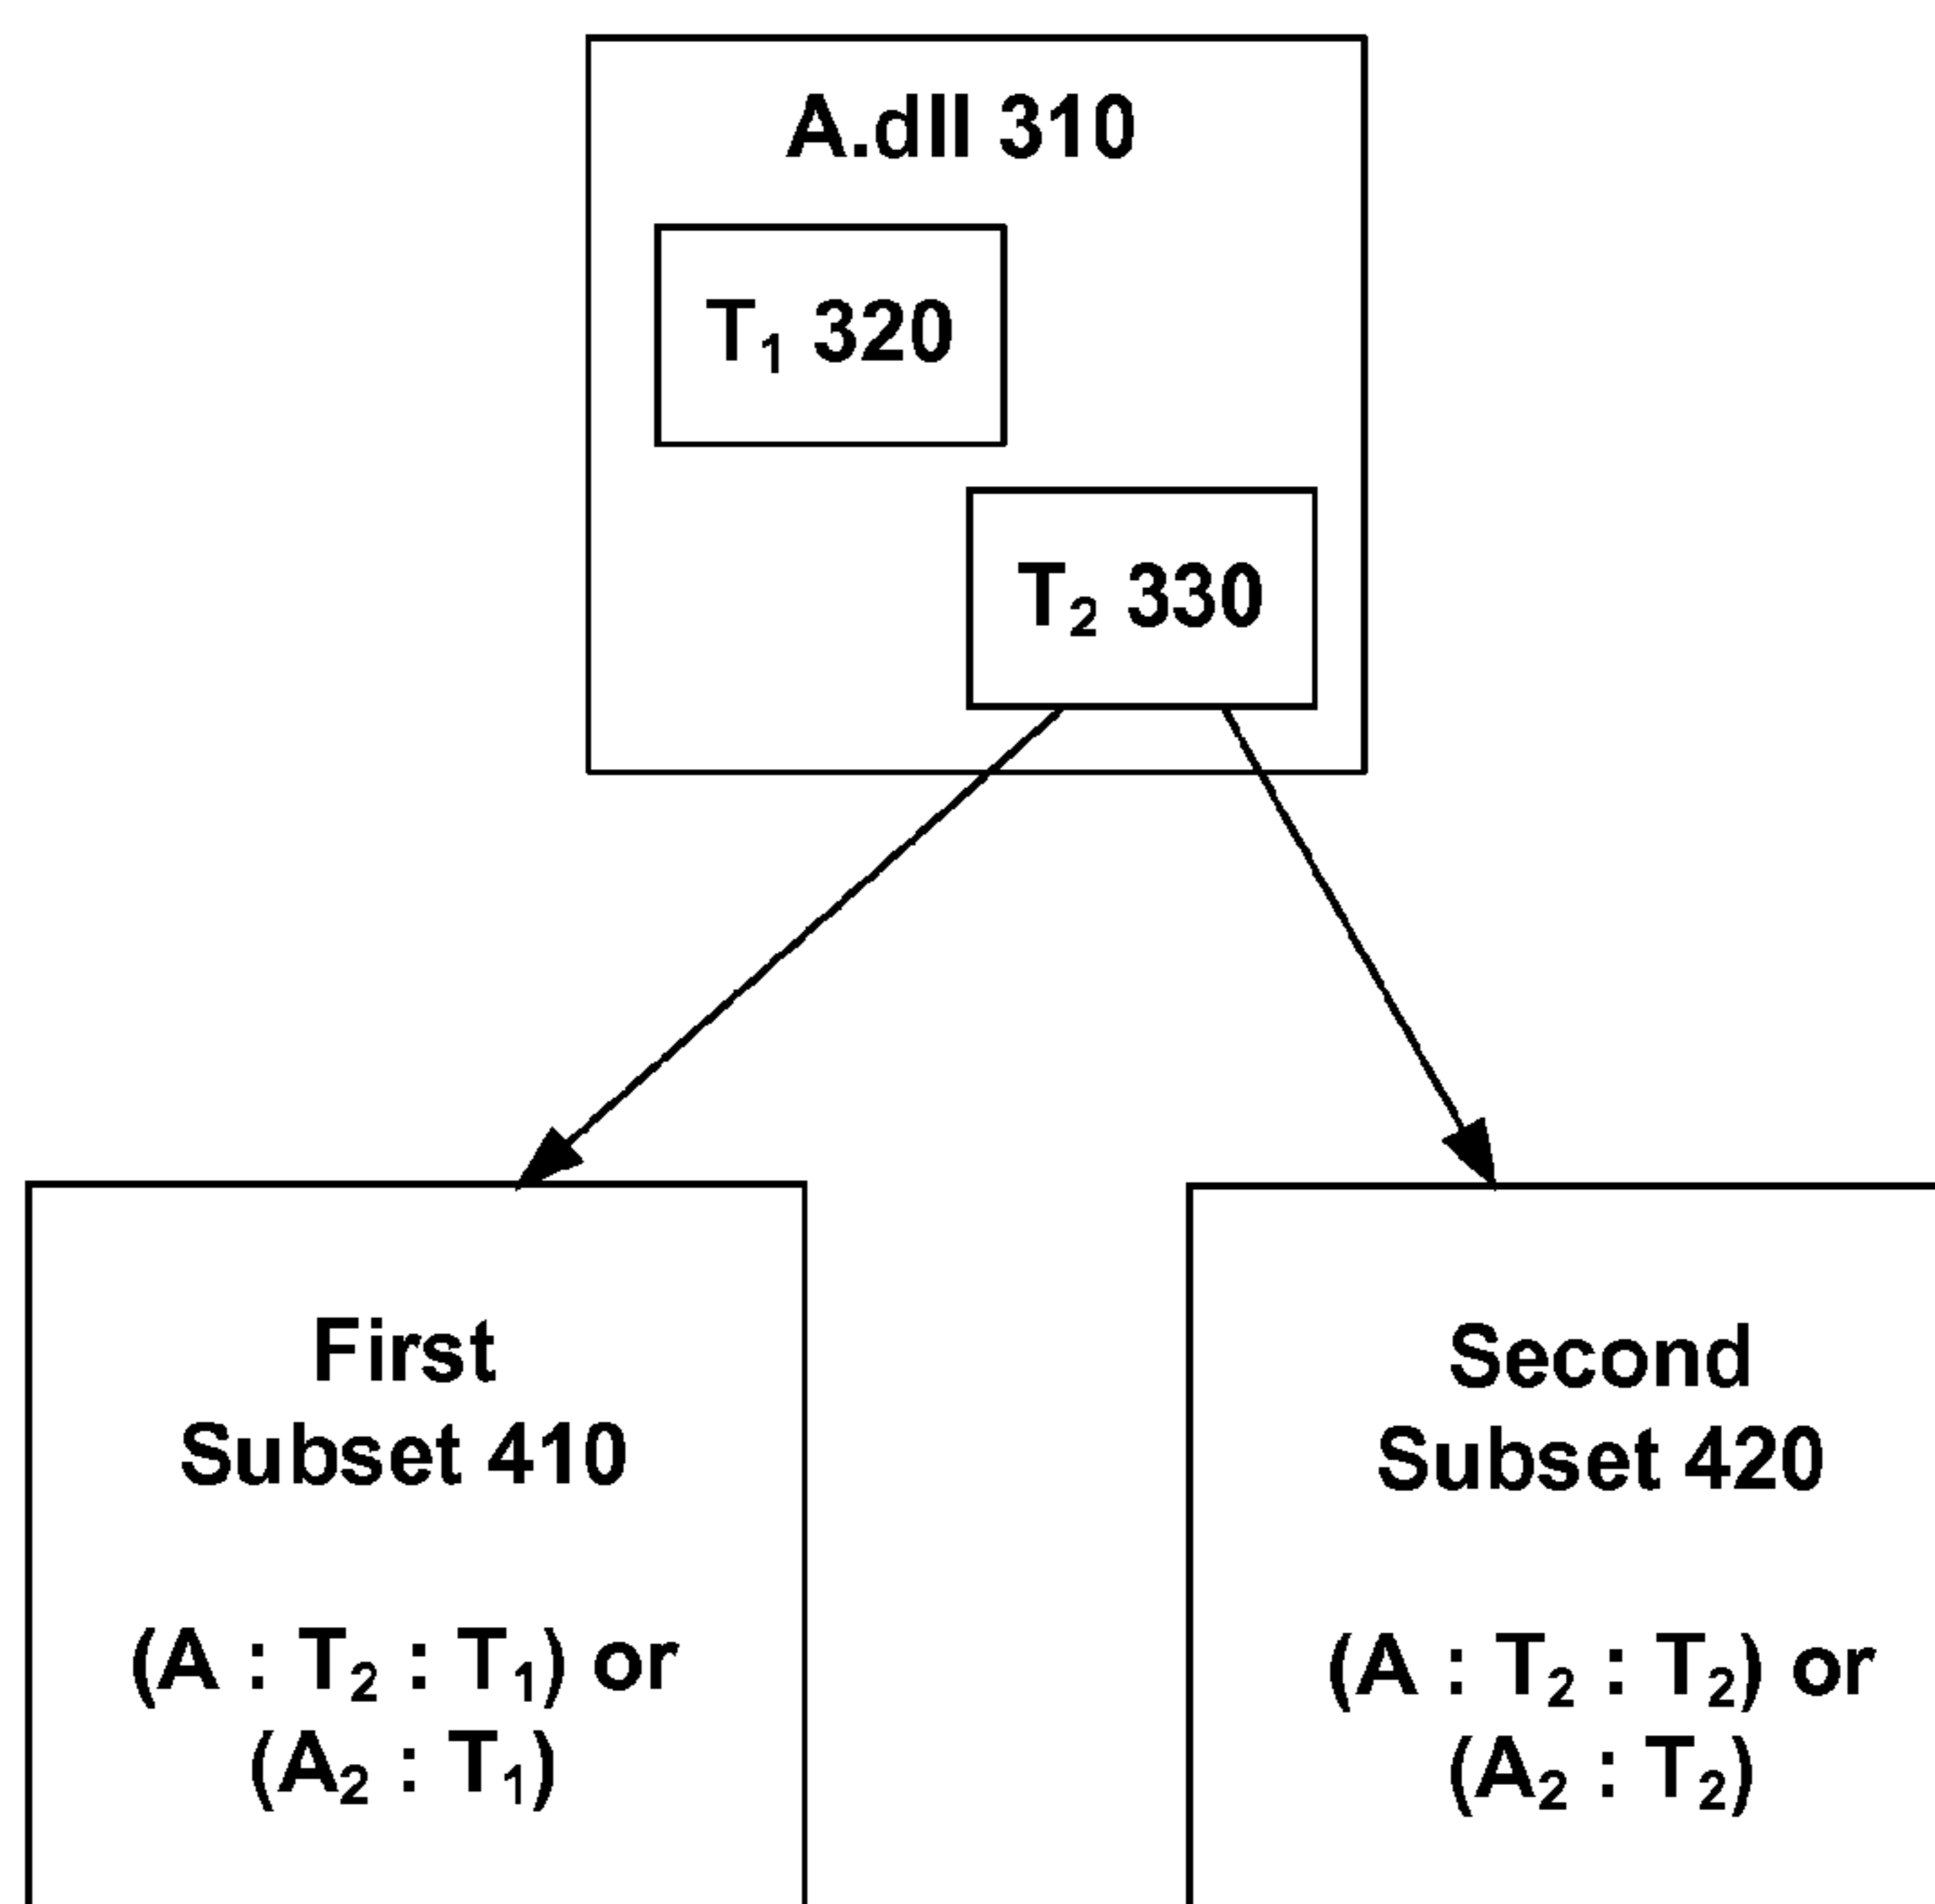 A.dll 310
T₁ 320
T₂ 330
First
Subset 410
(A : T₂ : T₁) or
(A₂ : T₁)
Second
Subset 420
(A : T₂ : T₂) or
(A₂ : T₂)